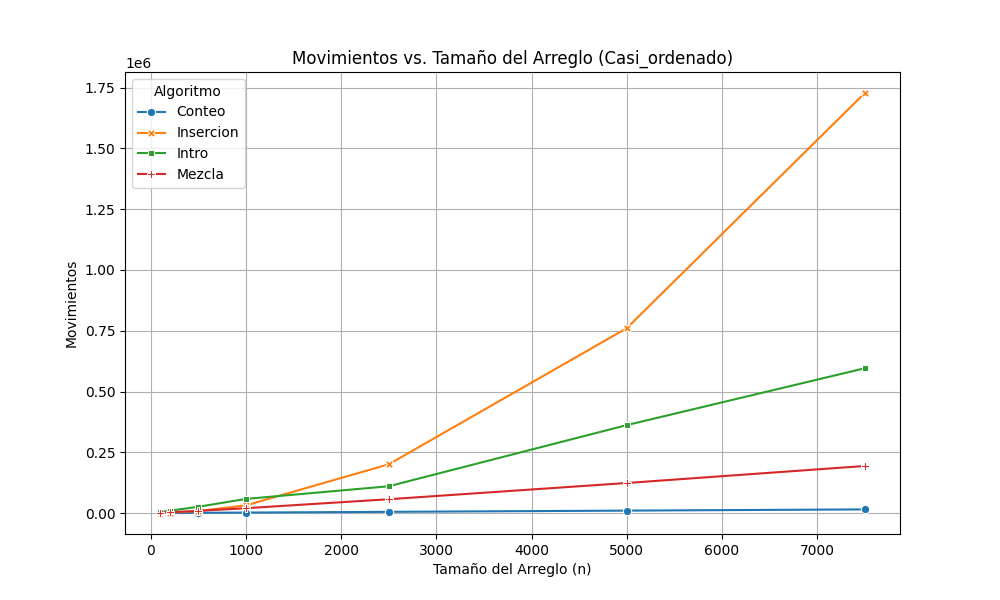 Movimientos vs. Tamaño del Arreglo (Casi_ordenado)
1e6
Algoritmo
Conteo
Insercion
Intro
Mezcla
1.75
1.50
1.25
1.00
0.75
0.50
0.25
0.00
Movimientos
0 1000 2000 3000 4000 5000 6000 7000
Tamaño del Arreglo (n)